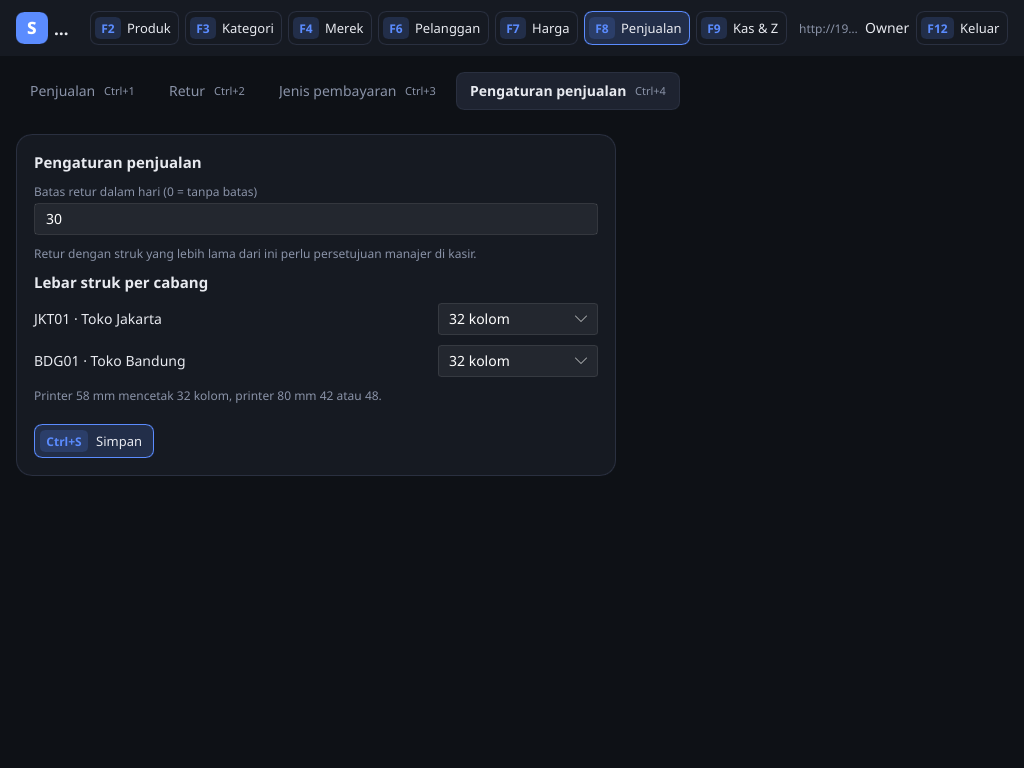 S ... F2 Produk F3 Kategori F4 Merek F6 Pelanggan F7 Harga F8 Penjualan F9 Kas & Z http://19... Owner F12 Keluar
Penjualan Ctrl+1 Retur Ctrl+2 Jenis pembayaran Ctrl+3 Pengaturan penjualan Ctrl+4
Pengaturan penjualan
Batas retur dalam hari (0 = tanpa batas)
30
Retur dengan struk yang lebih lama dari ini perlu persetujuan manajer di kasir.
Lebar struk per cabang
JKT01 · Toko Jakarta 32 kolom
BDG01 · Toko Bandung 32 kolom
Printer 58 mm mencetak 32 kolom, printer 80 mm 42 atau 48.
Ctrl+S Simpan